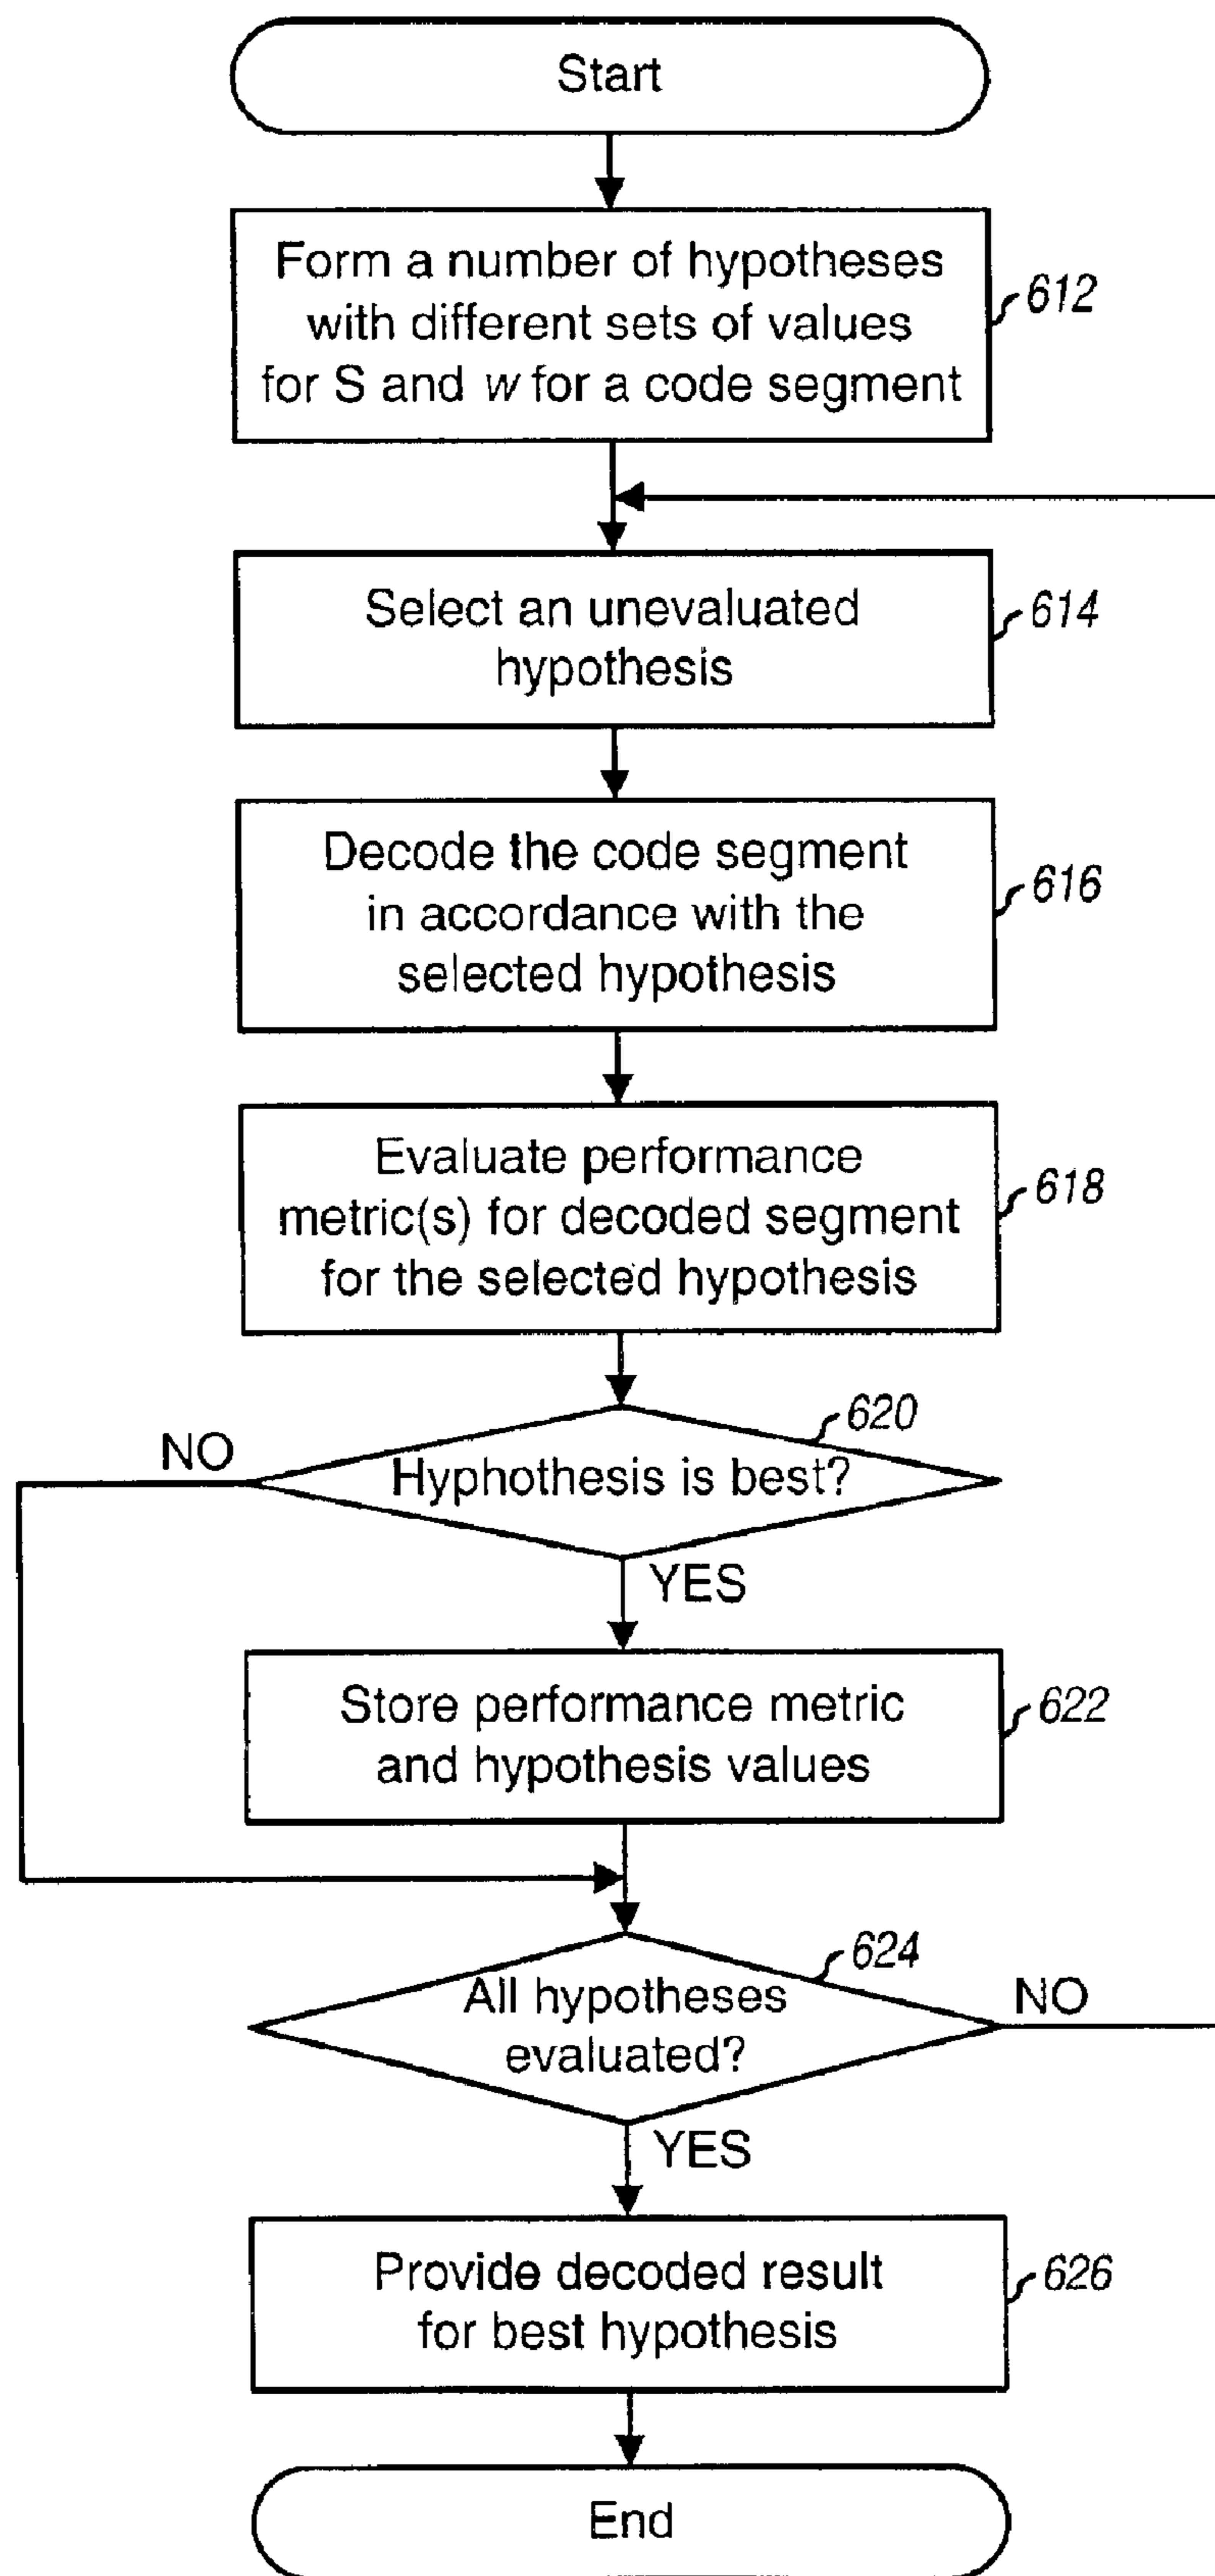 Start
Form a number of hypotheses
with different sets of values
for S and w for a code segment
612
Select an unevaluated
hypothesis
614
Decode the code segment
in accordance with the
selected hypothesis
616
Evaluate performance
metric(s) for decoded segment
for the selected hypothesis
618
620
NO
Hyphothesis is best?
YES
Store performance metric
and hypothesis values
622
624
All hypotheses
evaluated?
NO
YES
Provide decoded result
for best hypothesis
626
End